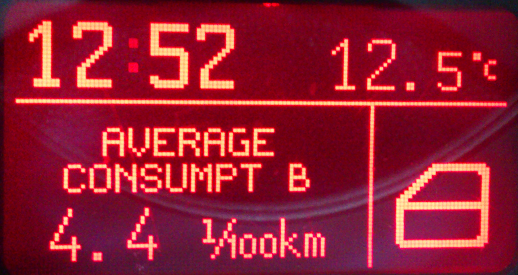 12:52 12.5°C
AVERAGE
CONSUMPT B
4.4 l/100km